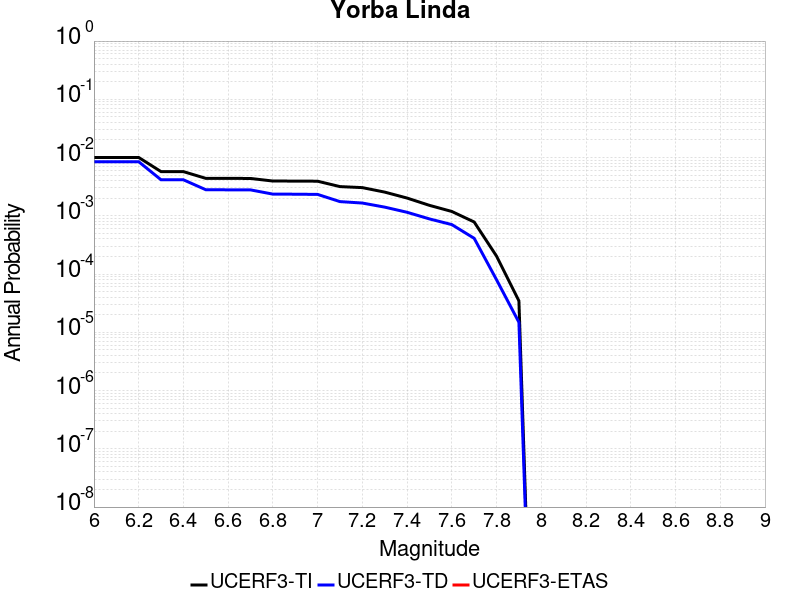 Yorba Linda
10^0
10^-1
10^-2
10^-3
10^-4
10^-5
10^-6
10^-7
10^-8
Annual Probability
6 6.2 6.4 6.6 6.8 7 7.2 7.4 7.6 7.8 8 8.2 8.4 8.6 8.8 9
Magnitude
UCERF3-TI UCERF3-TD UCERF3-ETAS